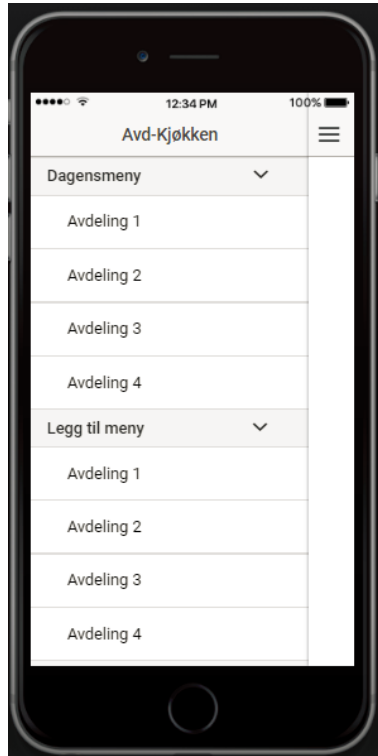 12:34 PM
100%
Avd-Kjøkken
Dagensmeny
Avdeling 1
Avdeling 2
Avdeling 3
Avdeling 4
Legg til meny
Avdeling 1
Avdeling 2
Avdeling 3
Avdeling 4